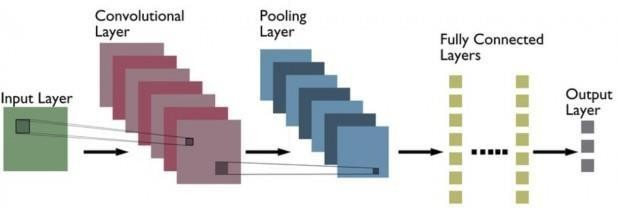 Input Layer
Convolutional
Layer
Pooling
Layer
Fully Connected
Layers
Output
Layer